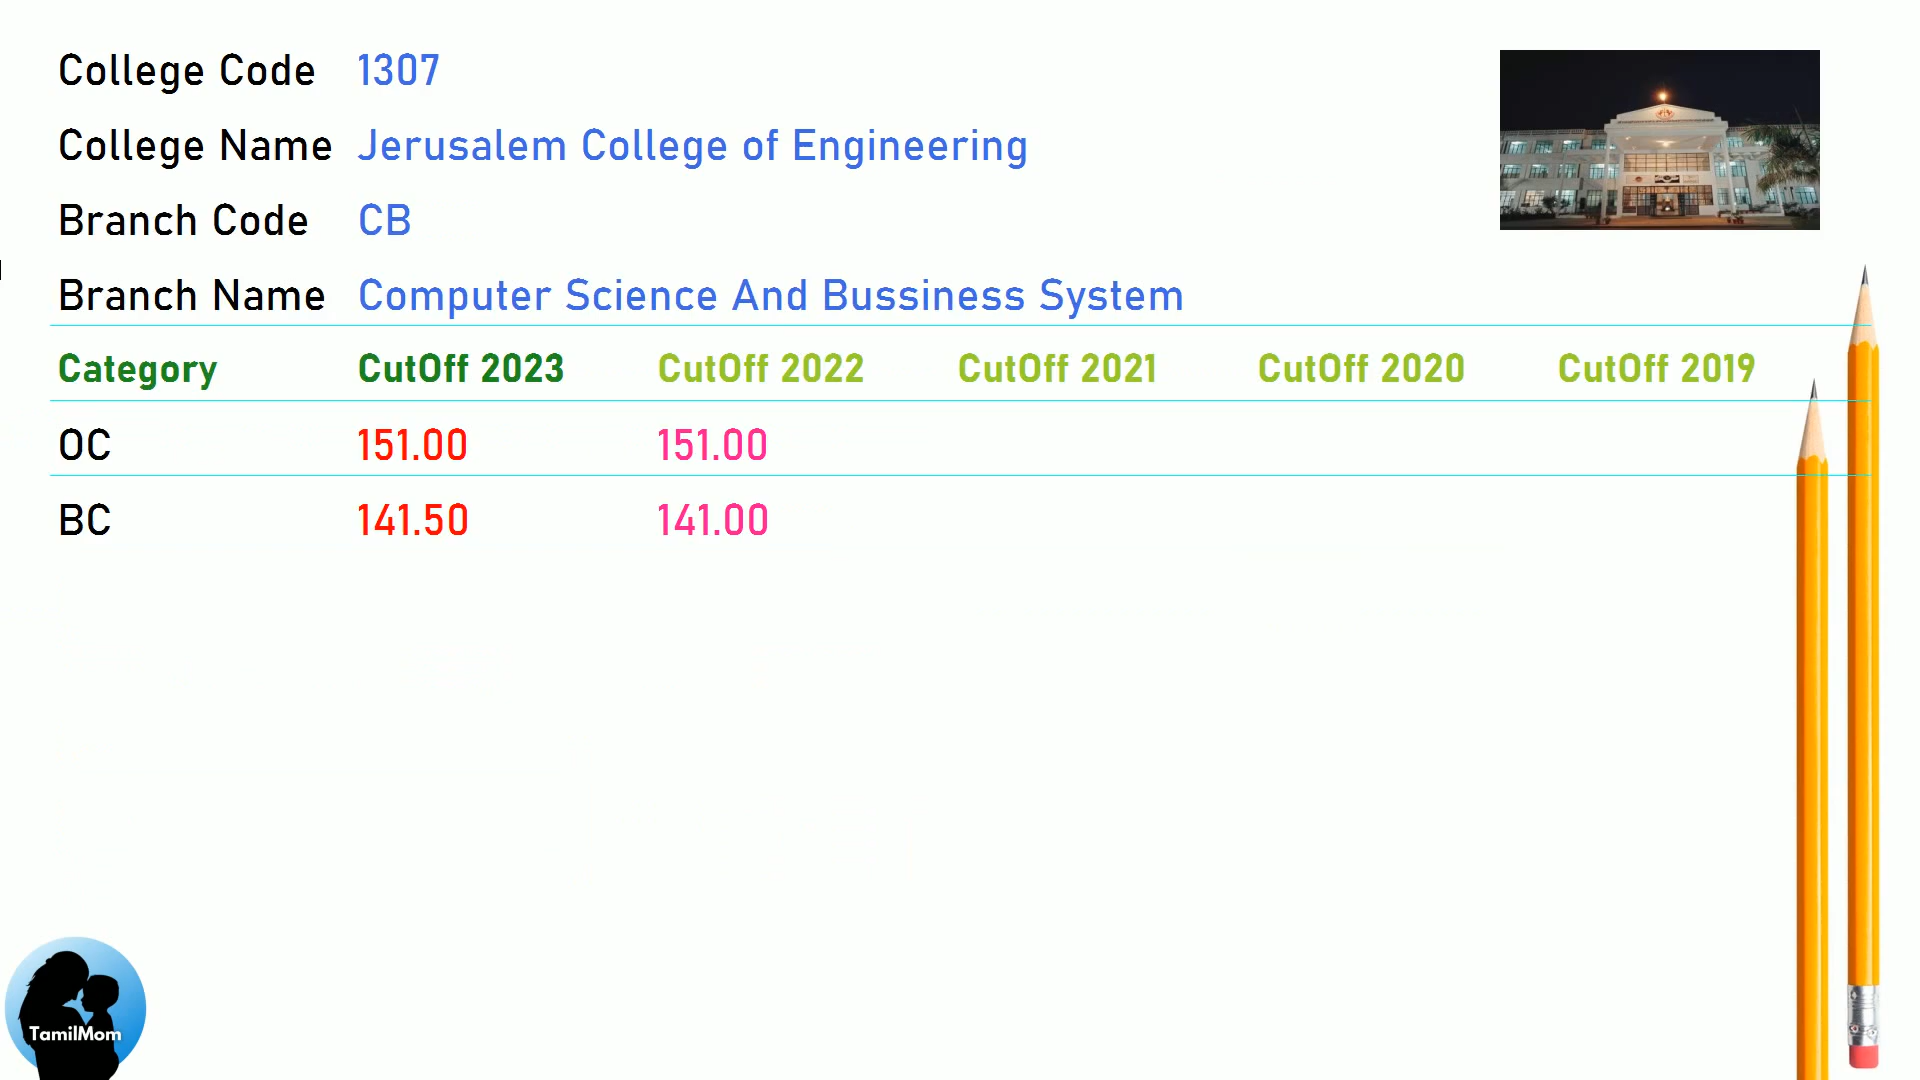 College Code 1307
College Name Jerusalem College of Engineering
Branch Code CB
Branch Name Computer Science And Bussiness System
Category CutOff 2023 CutOff 2022 CutOff 2021 CutOff 2020 CutOff 2019
OC 151.00 151.00
BC 141.50 141.00
TamilMom